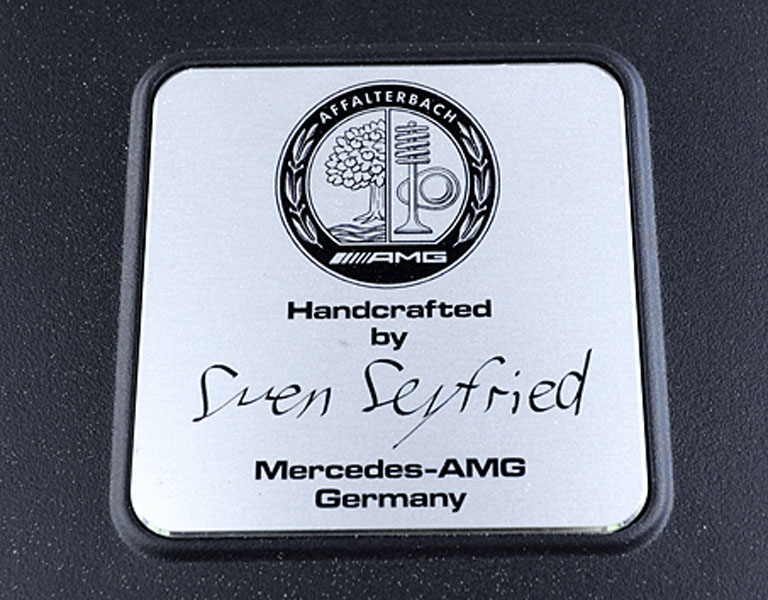 AFFALTERBACH
AMG
Handcrafted
by
Sven Seyfried
Mercedes-AMG
Germany